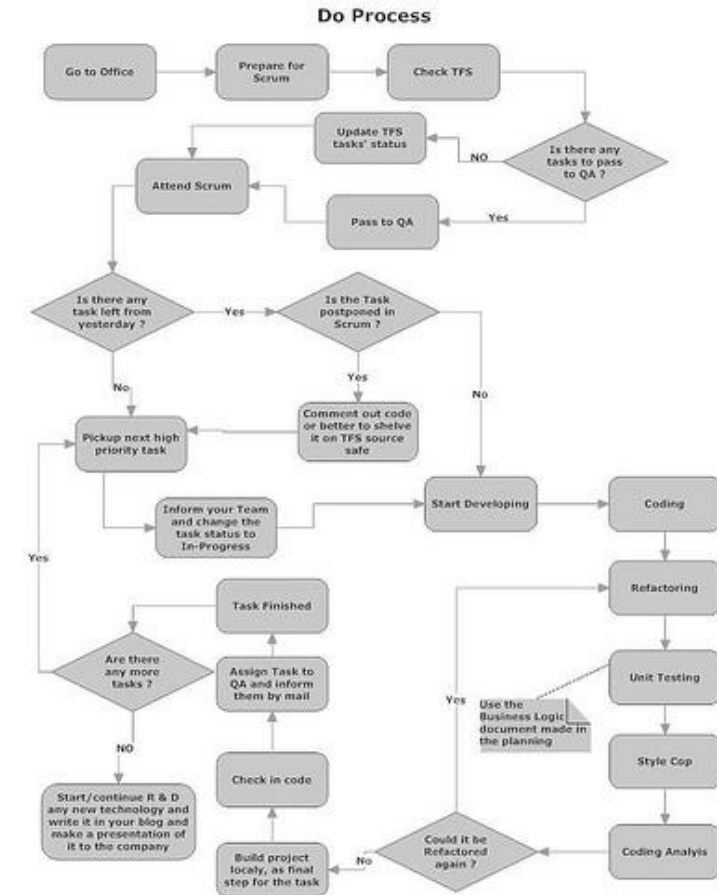 Do Process
Go to Office
Prepare for
Scrum
Check TFS
Update TFS
tasks' status
NO
Is there any
tasks to pass
to QA ?
Attend Scrum
Pass to QA
Yes
Is there any
task left from
yesterday ?
Yes
Is the Task
postponed in
Scrum ?
No
Yes
No
Pickup next high
priority task
Comment out code
or better to shelve
it on TFS source
safe
Inform your Team
and change the
task status to
In-Progress
Start Developing
Coding
Yes
Task Finished
Refactoring
Are there
any more
tasks ?
Assign Task to
QA and inform
them by mail
Yes
Use the
Business Logic
document made in
the planning
Unit Testing
NO
Check in code
Style Cop
Start/continue R & D
any new technology and
write it in your blog and
make a presentation of
it to the company
Build project
localy, as final
step for the task
No
Could it be
Refactored
again ?
Coding Analyis